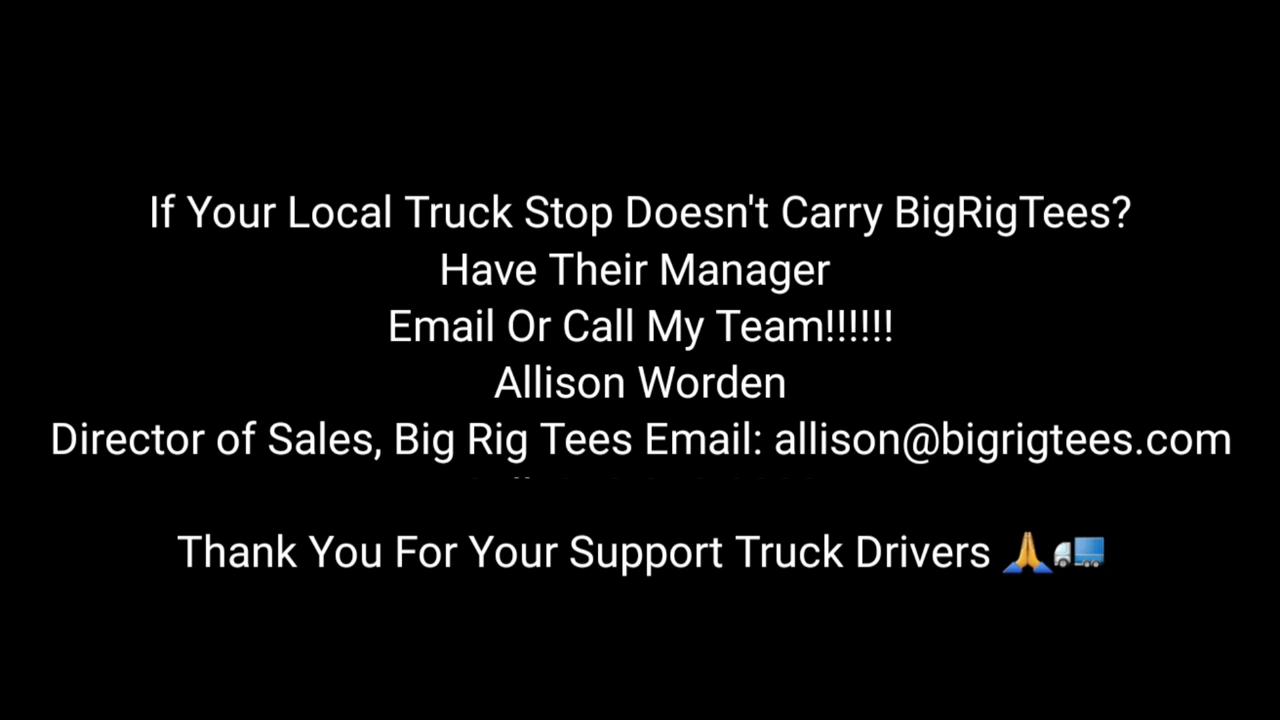 If Your Local Truck Stop Doesn't Carry BigRigTees?
Have Their Manager
Email Or Call My Team!!!!!!
Allison Worden
Director of Sales, Big Rig Tees Email: allison@bigrigtees.com
Thank You For Your Support Truck Drivers 🙏🚛